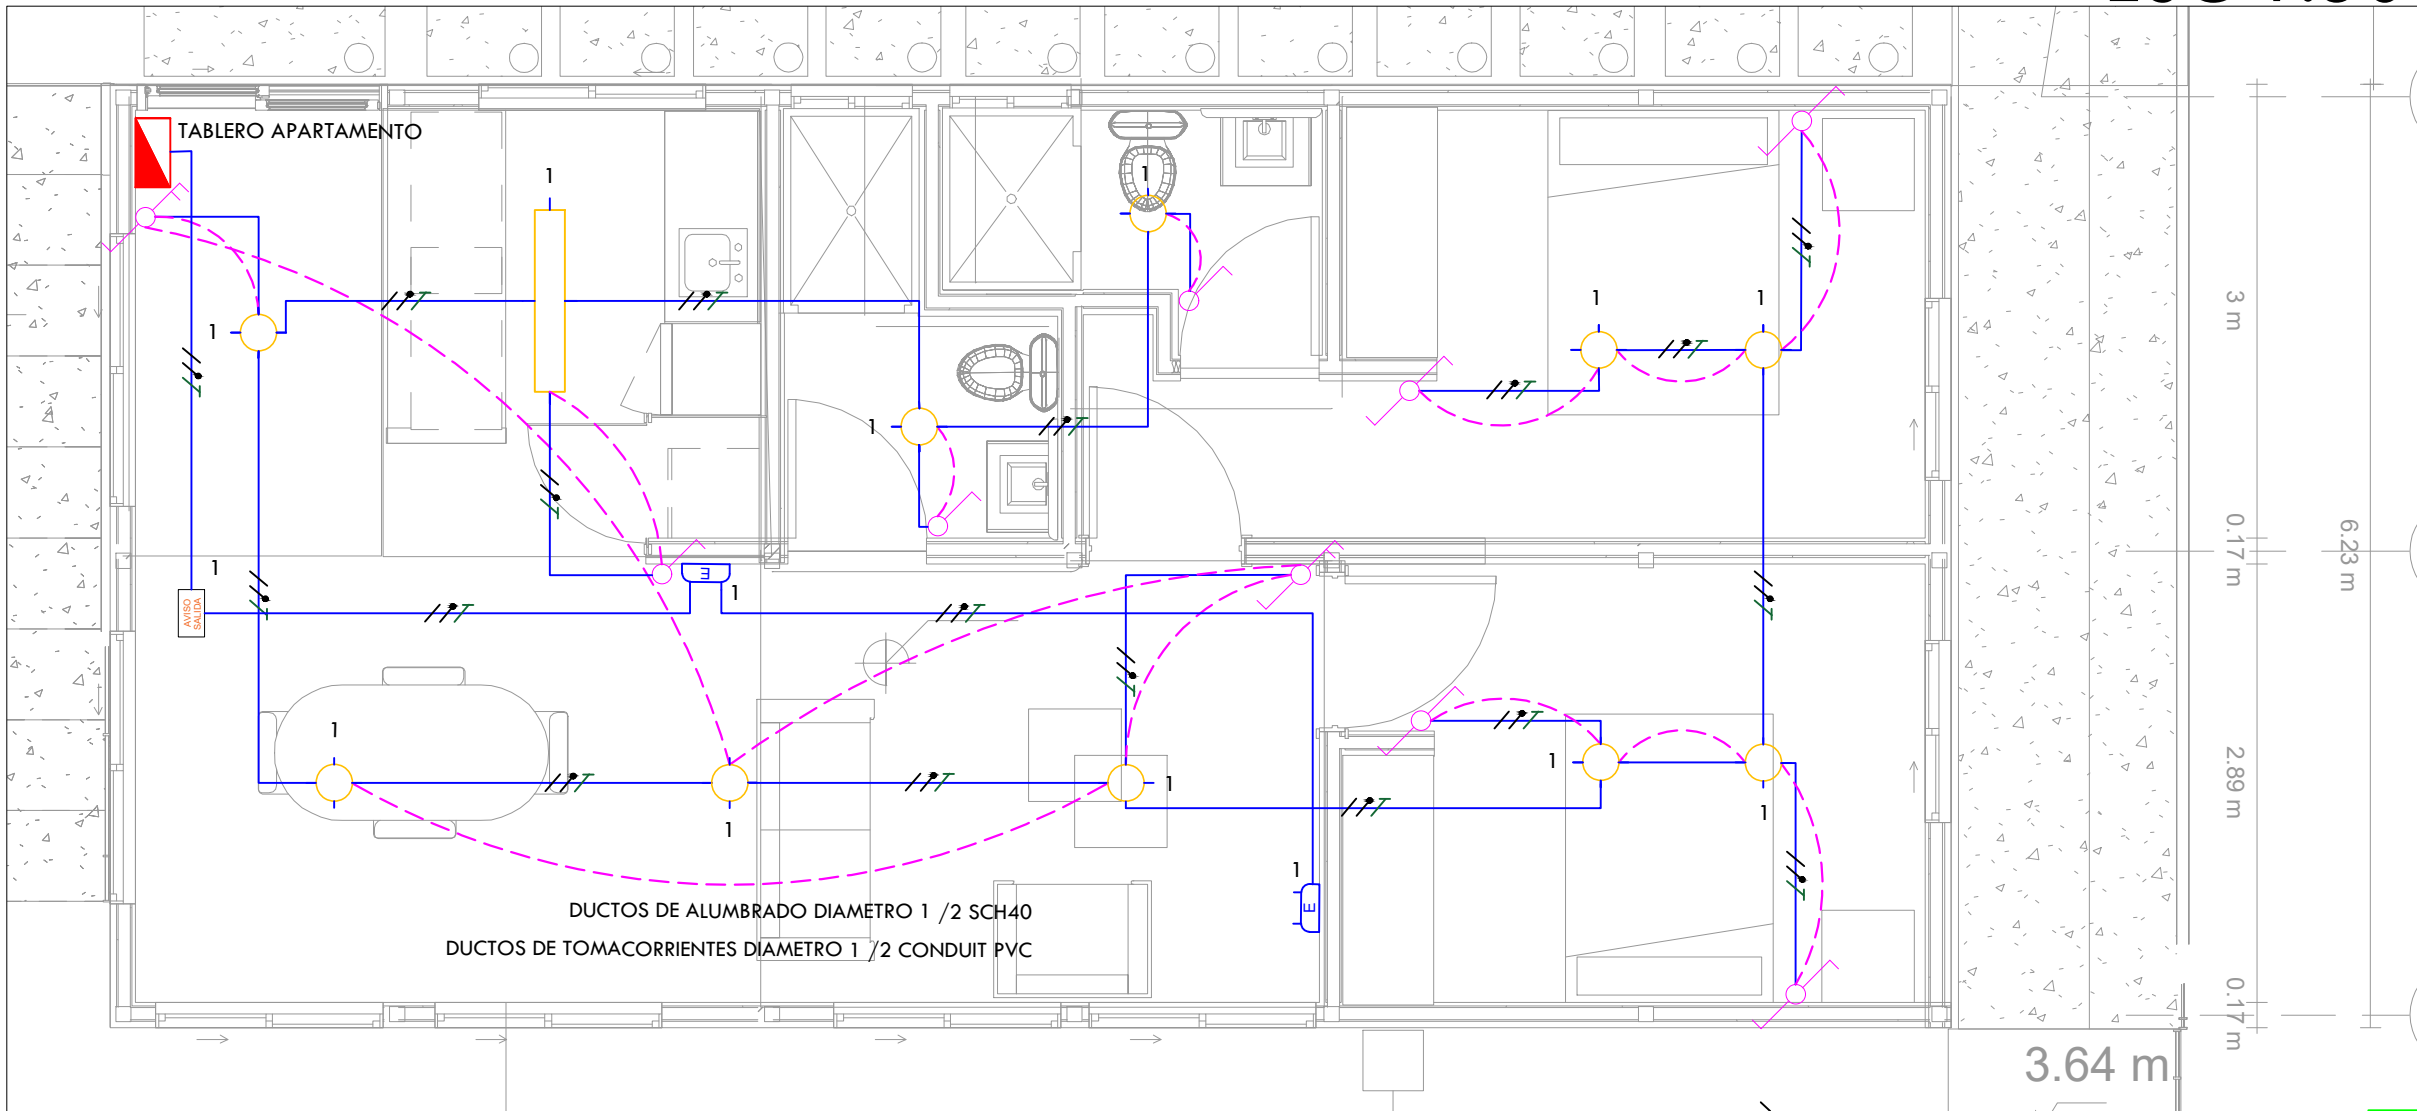 TABLERO APARTAMENTO
1
1
1
1
1
3 m
1
1
0.17 m
6.23 m
E
1
AVISO
SALIDA
1
1
1
1
1
2.89 m
1
1
E
DUCTOS DE ALUMBRADO DIAMETRO 1 /2 SCH40
DUCTOS DE TOMACORRIENTES DIAMETRO 1 /2 CONDUIT PVC
0.17 m
3.64 m